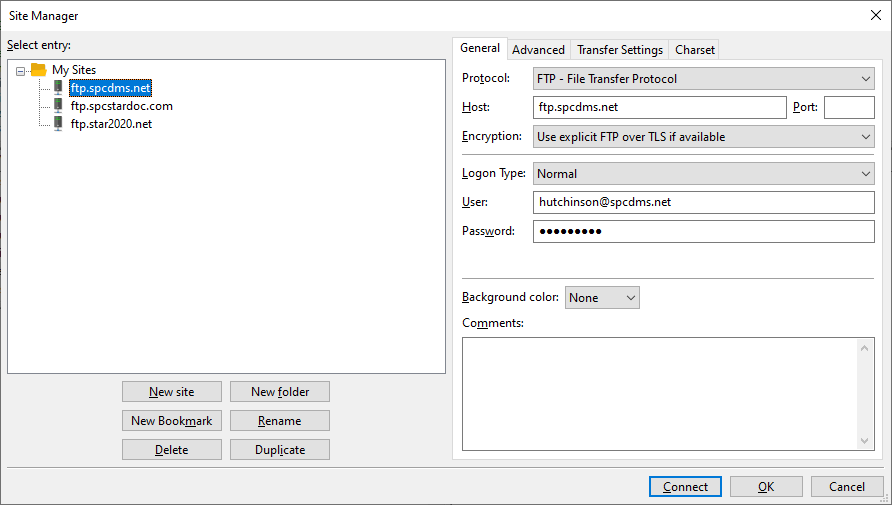 Site Manager
Select entry:
My Sites
ftp.spcdms.net
ftp.spcstardoc.com
ftp.star2020.net
New site
New folder
New Bookmark
Rename
Delete
Duplicate
General
Advanced
Transfer Settings
Charset
Protocol:
FTP - File Transfer Protocol
Host:
ftp.spcdms.net
Port:
Encryption:
Use explicit FTP over TLS if available
Logon Type:
Normal
User:
hutchinson@spcdms.net
Password:
●●●●●●●●●
Background color:
None
Comments:
Connect
OK
Cancel